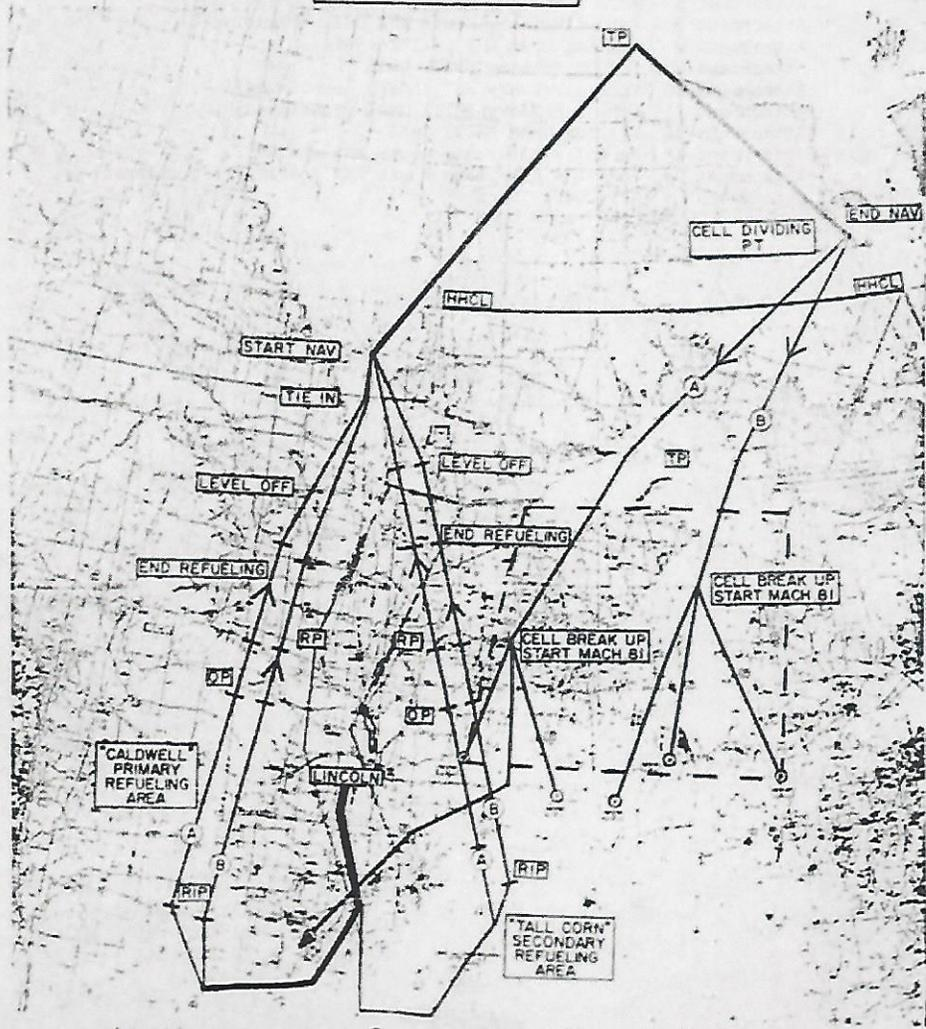 TP
END NAV
CELL DIVIDING
PT
HHCL
HHCL
START NAV
TIE IN
A
B
TP
LEVEL OFF
LEVEL OFF
END REFUELING
END REFUELING
CELL BREAK UP
START MACH 81
RP
RP
CELL BREAK UP
START MACH 81
OP
OP
"CALDWELL"
PRIMARY
REFUELING
AREA
LINCOLN
A
B
B
A
RIP
RIP
"TALL CORN"
SECONDARY
REFUELING
AREA